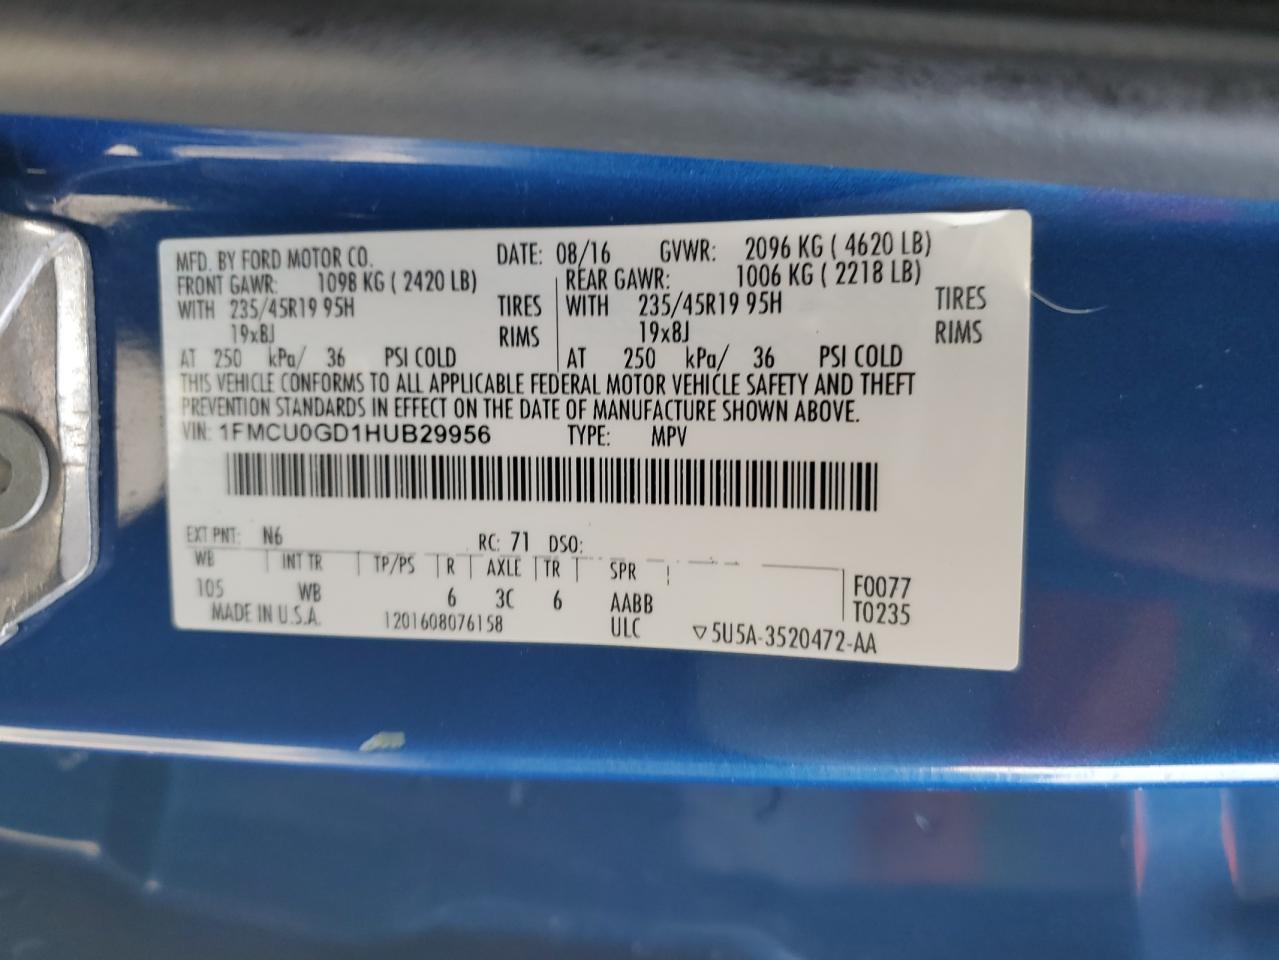 MFD. BY FORD MOTOR CO. DATE: 08/16 GVWR: 2096 KG ( 4620 LB)
FRONT GAWR: 1098 KG ( 2420 LB) REAR GAWR: 1006 KG ( 2218 LB)
WITH 235/45R19 95H TIRES WITH 235/45R19 95H TIRES
19x8J RIMS 19x8J RIMS
AT 250 kPa/ 36 PSI COLD AT 250 kPa/ 36 PSI COLD
THIS VEHICLE CONFORMS TO ALL APPLICABLE FEDERAL MOTOR VEHICLE SAFETY AND THEFT
PREVENTION STANDARDS IN EFFECT ON THE DATE OF MANUFACTURE SHOWN ABOVE.
VIN: 1FMCU0GD1HUB29956 TYPE: MPV
EXT PNT: N6 RC: 71 DSO:
WB INT TR TP/PS R AXLE TR SPR
105 WB 6 3C 6 AABB F0077
MADE IN U.S.A. 1201608076158 ULC T0235
▽5U5A-3520472-AA